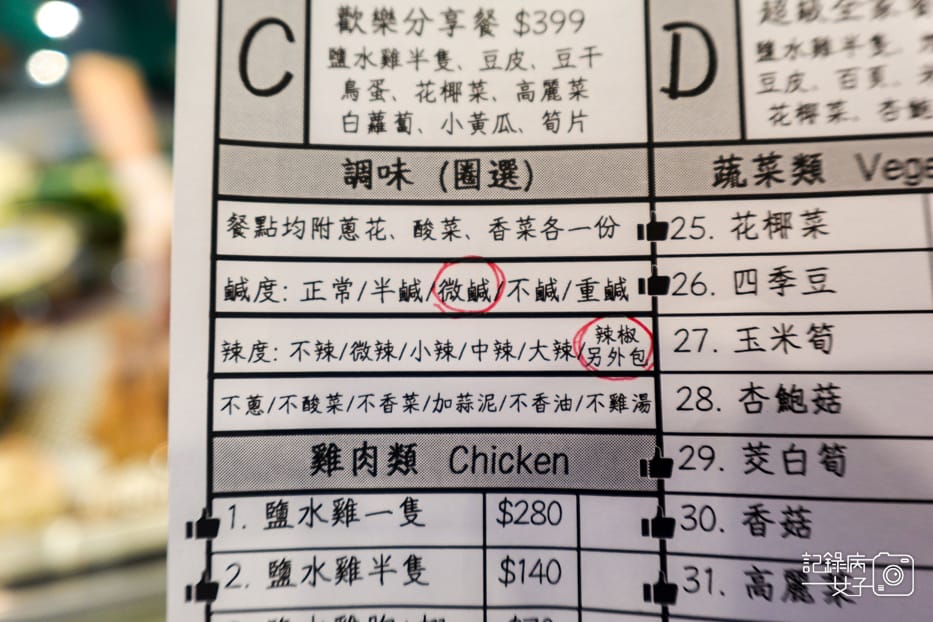 C
歡樂分享餐 $399
鹽水雞半隻、豆皮、豆干
鳥蛋、花椰菜、高麗菜
白蘿蔔、小黃瓜、筍片
D
超級全家
鹽水雞半隻、
豆皮、百頁、
花椰菜、杏鮑
調味 (圈選)
餐點均附蔥花、酸菜、香菜各一份
鹹度: 正常/半鹹/微鹹/不鹹/重鹹
辣度: 不辣/微辣/小辣/中辣/大辣/辣椒另外包
不蔥/不酸菜/不香菜/加蒜泥/不香油/不雞湯
雞肉類 Chicken
1. 鹽水雞一隻 $280
2. 鹽水雞半隻 $140
蔬菜類 Vege
25. 花椰菜
26. 四季豆
27. 玉米筍
28. 杏鮑菇
29. 茭白筍
30. 香菇
31. 高麗菜
記錄病
一女子